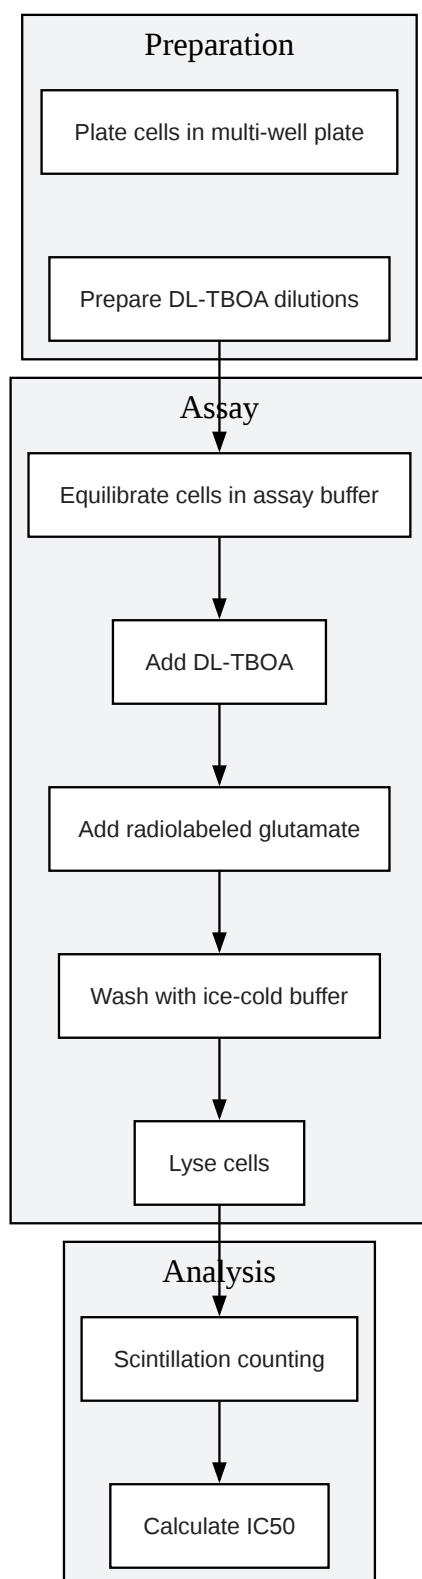 Preparation
Plate cells in multi-well plate
Prepare DL-TBOA dilutions
Assay
Equilibrate cells in assay buffer
Add DL-TBOA
Add radiolabeled glutamate
Wash with ice-cold buffer
Lyse cells
Analysis
Scintillation counting
Calculate IC50